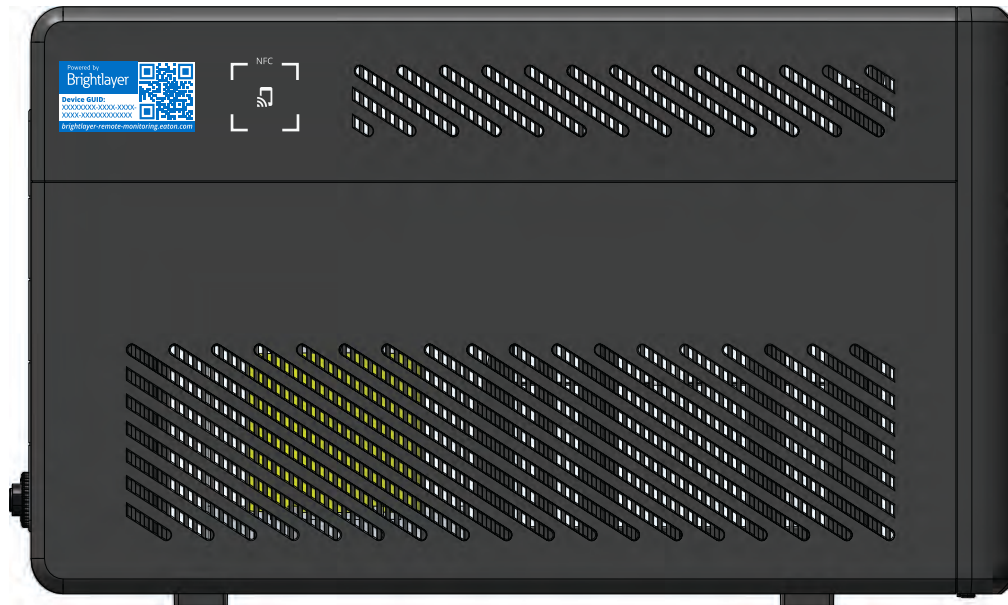 Powered by
Brightlayer
Device GUID:
XXXXXXXX-XXXX-XXXX-
XXXX-XXXXXXXXXXXX
brightlayer-remote-monitoring.eaton.com
NFC